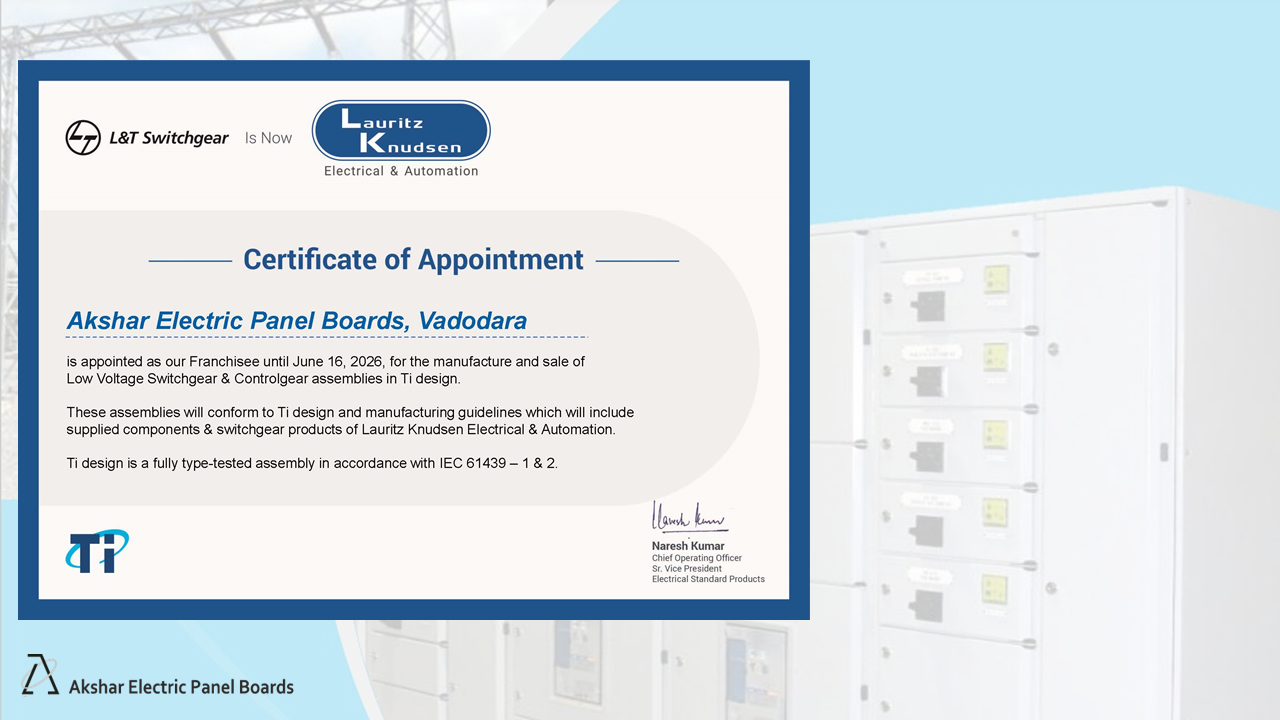 L&T Switchgear Is Now Lauritz Knudsen
Electrical & Automation
Certificate of Appointment
Akshar Electric Panel Boards, Vadodara
is appointed as our Franchisee until June 16, 2026, for the manufacture and sale of
Low Voltage Switchgear & Controlgear assemblies in Ti design.
These assemblies will conform to Ti design and manufacturing guidelines which will include
supplied components & switchgear products of Lauritz Knudsen Electrical & Automation.
Ti design is a fully type-tested assembly in accordance with IEC 61439 – 1 & 2.
Ti
Naresh Kumar
Naresh Kumar
Chief Operating Officer
Sr. Vice President
Electrical Standard Products
Akshar Electric Panel Boards